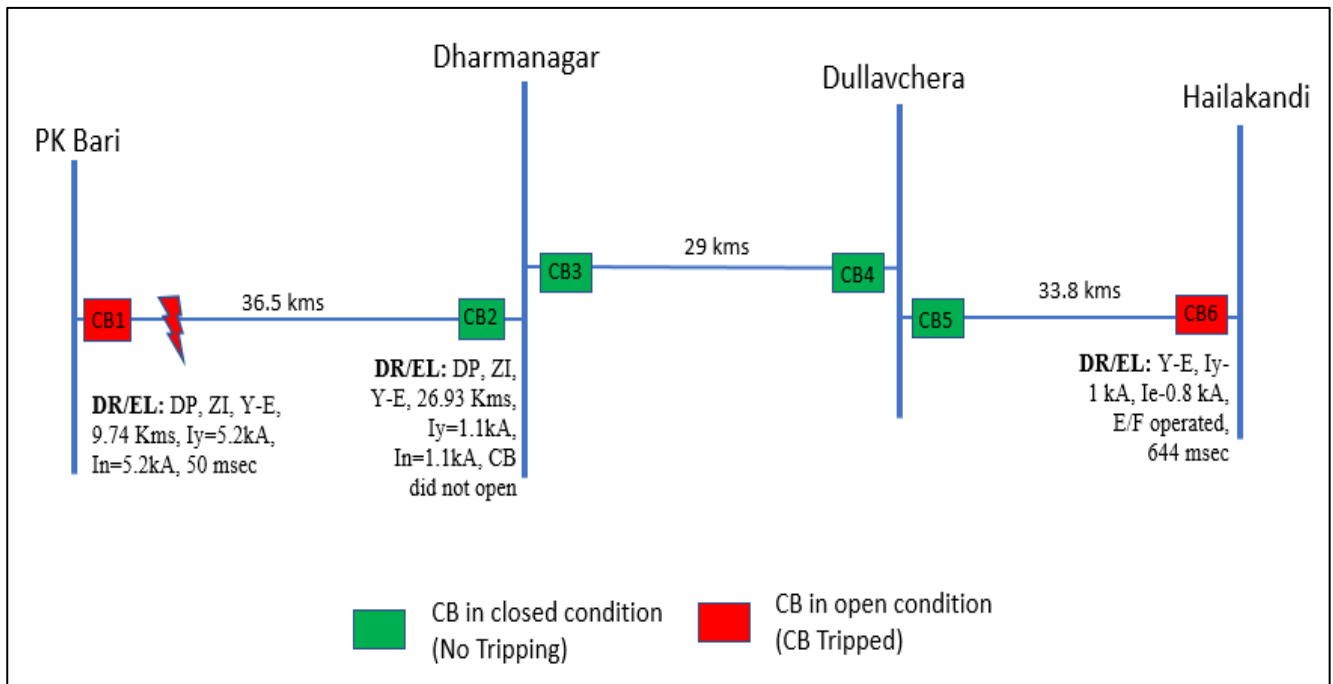 Dharmanagar
Dullavchera
Hailakandi
PK Bari
29 kms
CB3
CB4
36.5 kms
33.8 kms
CB1
CB2
CB5
CB6
DR/EL: DP, ZI, Y-E,
9.74 Kms, Iy=5.2kA,
In=5.2kA, 50 msec
DR/EL: DP, ZI,
Y-E, 26.93 Kms,
Iy=1.1kA,
In=1.1kA, CB
did not open
DR/EL: Y-E, Iy-
1 kA, Ie-0.8 kA,
E/F operated,
644 msec
CB in closed condition
(No Tripping)
CB in open condition
(CB Tripped)